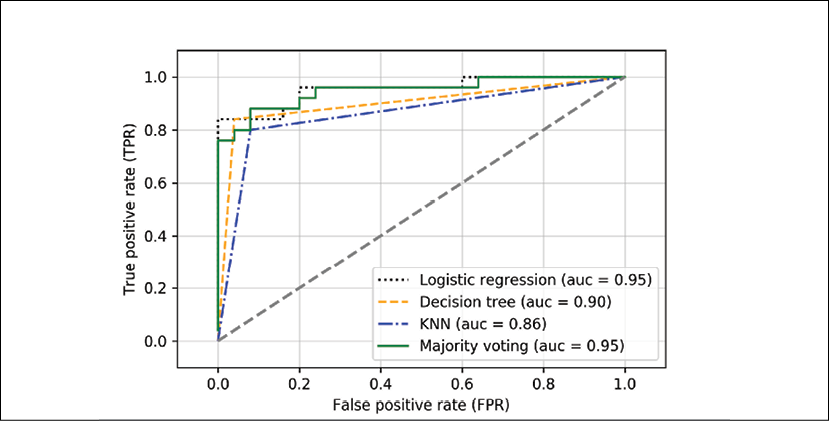 1.0
0.8
0.6
0.4
0.2
0.0
True positive rate (TPR)
Logistic regression (auc = 0.95)
Decision tree (auc = 0.90)
KNN (auc = 0.86)
Majority voting (auc = 0.95)
0.0 0.2 0.4 0.6 0.8 1.0
False positive rate (FPR)